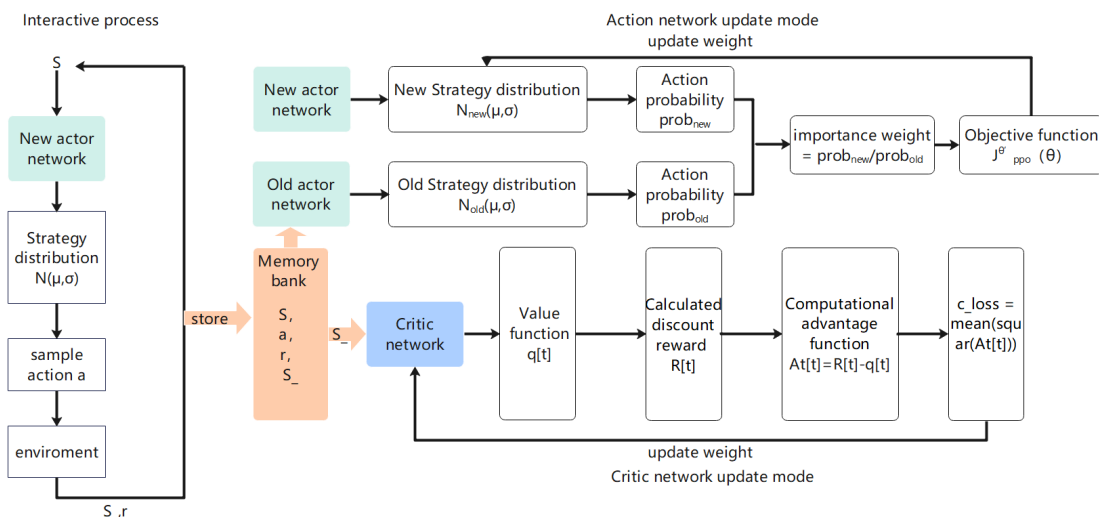 Interactive process
S
New actor
network
Strategy
distribution
N(μ,σ)
sample
action a
enviroment
S ,r
store
Action network update mode
update weight
New actor
network
New Strategy distribution
Nnew(μ,σ)
Action
probability
probnew
importance weight
= probnew/probold
Objective function
Jθ' ppo (θ)
Old actor
network
Old Strategy distribution
Nold(μ,σ)
Action
probability
probold
Memory
bank
S,
a,
r,
S_
S_
Critic
network
Value
function
q[t]
Calculated
discount
reward
R[t]
Computational
advantage
function
At[t]=R[t]-q[t]
c_loss =
mean(squ
ar(At[t]))
update weight
Critic network update mode